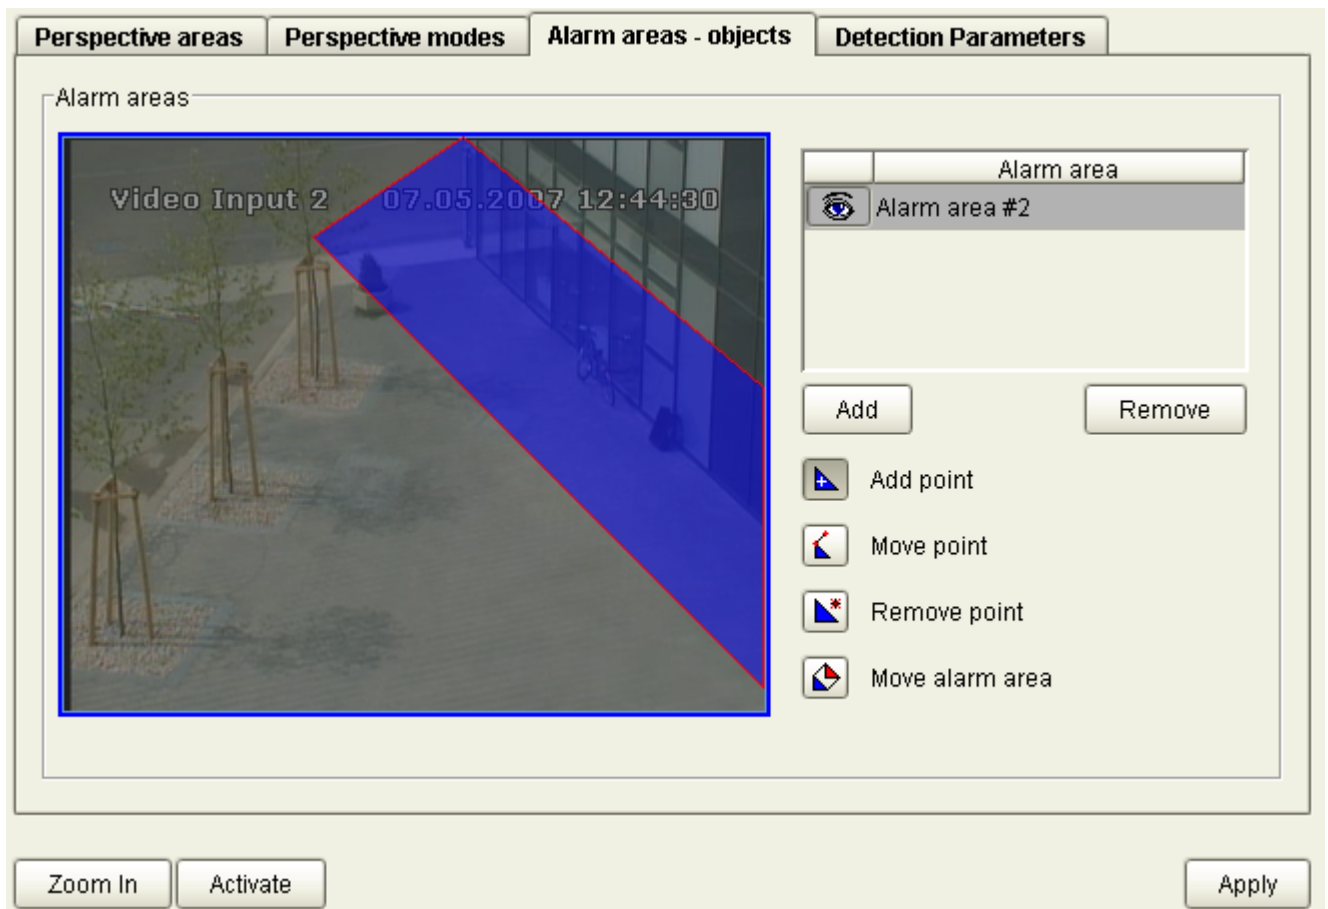 Perspective areas Perspective modes Alarm areas - objects Detection Parameters
Alarm areas
Video Input 2 07.05.2007 12:44:30
Alarm area
Alarm area #2
Add Remove
Add point
Move point
Remove point
Move alarm area
Zoom In Activate Apply